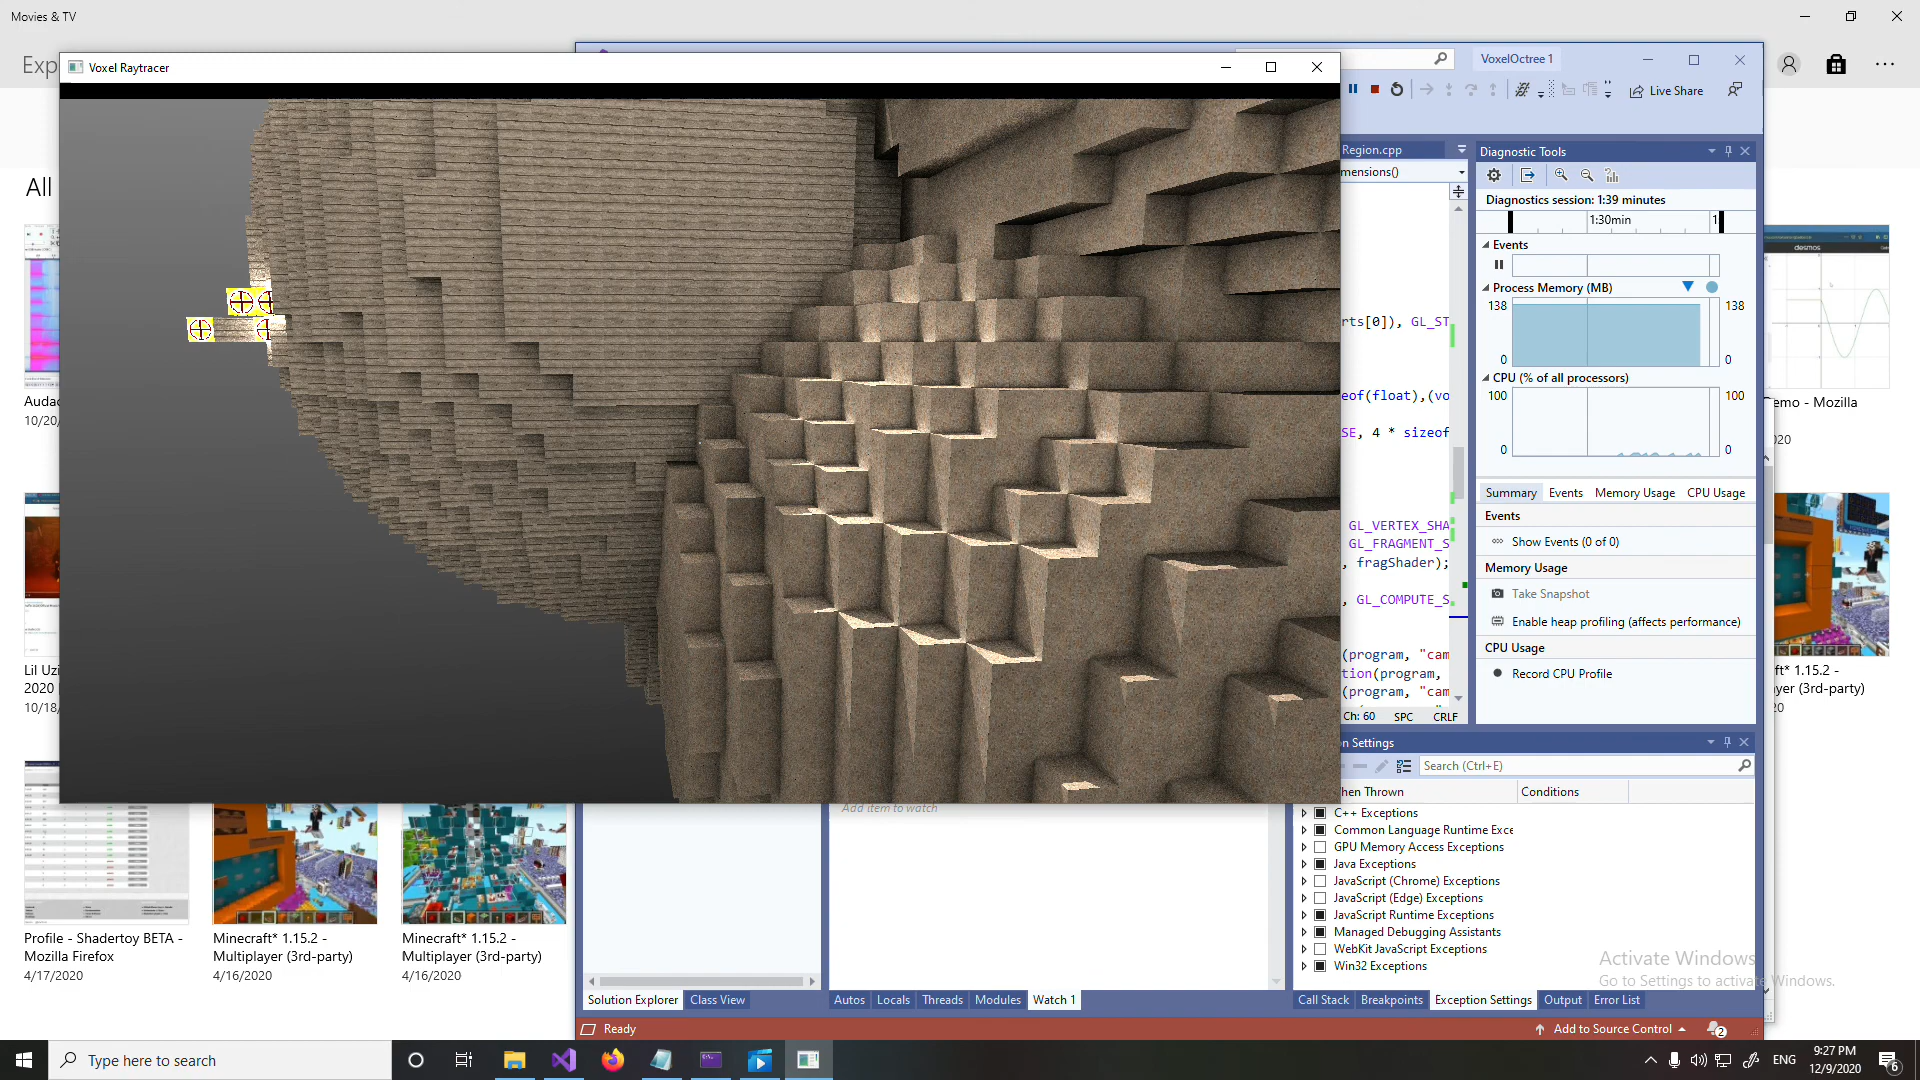 Movies & TV
Exp
Voxel Raytracer
VoxelOctree 1
Live Share
Region.cpp
Diagnostic Tools
mensions()
Diagnostics session: 1:39 minutes
1:30min
1
All
Events
Process Memory (MB)
138
138
0
0
rts[0]), GL_ST
CPU (% of all processors)
100
100
0
0
eof(float),(vo
SE, 4 * sizeof
Audac
10/20/
emo - Mozilla
020
Summary
Events
Memory Usage
CPU Usage
Events
Show Events (0 of 0)
Memory Usage
Take Snapshot
Enable heap profiling (affects performance)
CPU Usage
Record CPU Profile
GL_VERTEX_SHA
GL_FRAGMENT_S
, fragShader);
, GL_COMPUTE_S
(program, "cam
tion(program,
(program, "cam
Ch: 60
SPC
CRLF
Lil Uzi
2020
10/18/
ft* 1.15.2 -
yer (3rd-party)
20
n Settings
Search (Ctrl+E)
hen Thrown
Conditions
C++ Exceptions
Common Language Runtime Exce
GPU Memory Access Exceptions
Java Exceptions
JavaScript (Chrome) Exceptions
JavaScript (Edge) Exceptions
JavaScript Runtime Exceptions
Managed Debugging Assistants
WebKit JavaScript Exceptions
Win32 Exceptions
Add item to watch
Profile - Shadertoy BETA -
Mozilla Firefox
4/17/2020
Minecraft* 1.15.2 -
Multiplayer (3rd-party)
4/16/2020
Minecraft* 1.15.2 -
Multiplayer (3rd-party)
4/16/2020
Activate Windows
Go to Settings to activate Windows.
Solution Explorer
Class View
Autos
Locals
Threads
Modules
Watch 1
Call Stack
Breakpoints
Exception Settings
Output
Error List
Ready
Add to Source Control
2
Type here to search
ENG
9:27 PM
12/9/2020
6